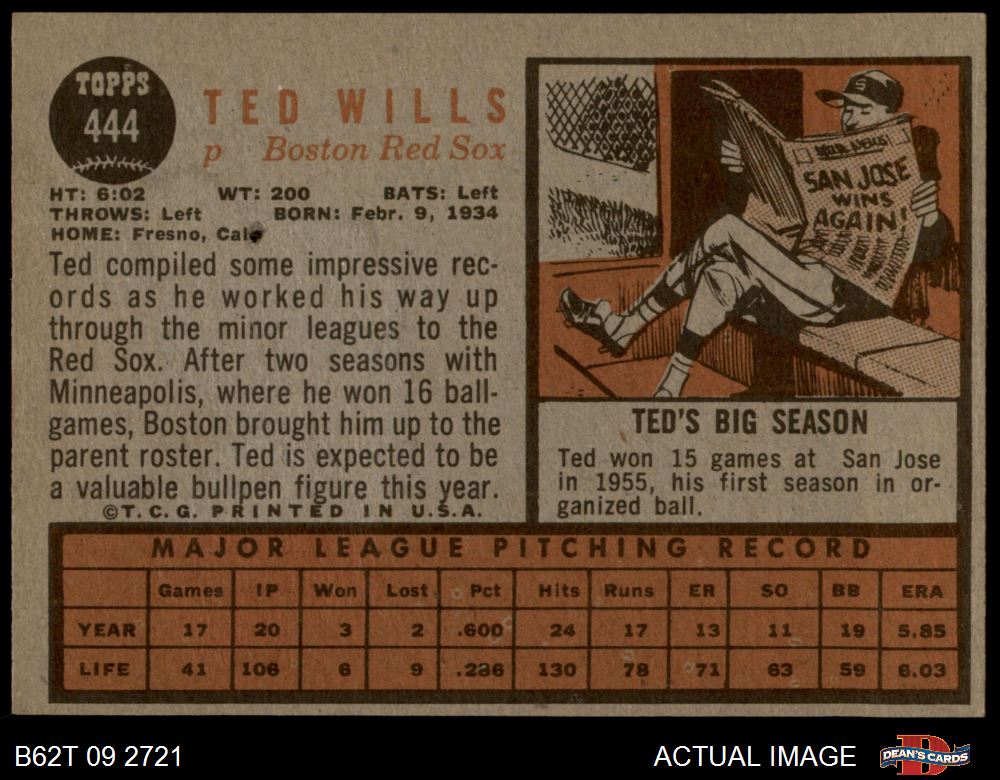 TOPPS
444
TED WILLS
p Boston Red Sox
HT: 6:02 WT: 200 BATS: Left
THROWS: Left BORN: Febr. 9, 1934
HOME: Fresno, Cal
Ted compiled some impressive rec-
ords as he worked his way up
through the minor leagues to the
Red Sox. After two seasons with
Minneapolis, where he won 16 ball-
games, Boston brought him up to the
parent roster. Ted is expected to be
a valuable bullpen figure this year.
©T.C.G. PRINTED IN U.S.A.
S
SAN JOSE
WINS
AGAIN!
TED'S BIG SEASON
Ted won 15 games at San Jose
in 1955, his first season in or-
ganized ball.
MAJOR LEAGUE PITCHING RECORD
Games IP Won Lost Pct Hits Runs ER SO BB ERA
YEAR 17 20 3 2 .600 24 17 13 11 19 5.85
LIFE 41 106 6 9 .286 130 78 71 63 59 6.03
B62T 09 2721 ACTUAL IMAGE DEAN'S CARDS